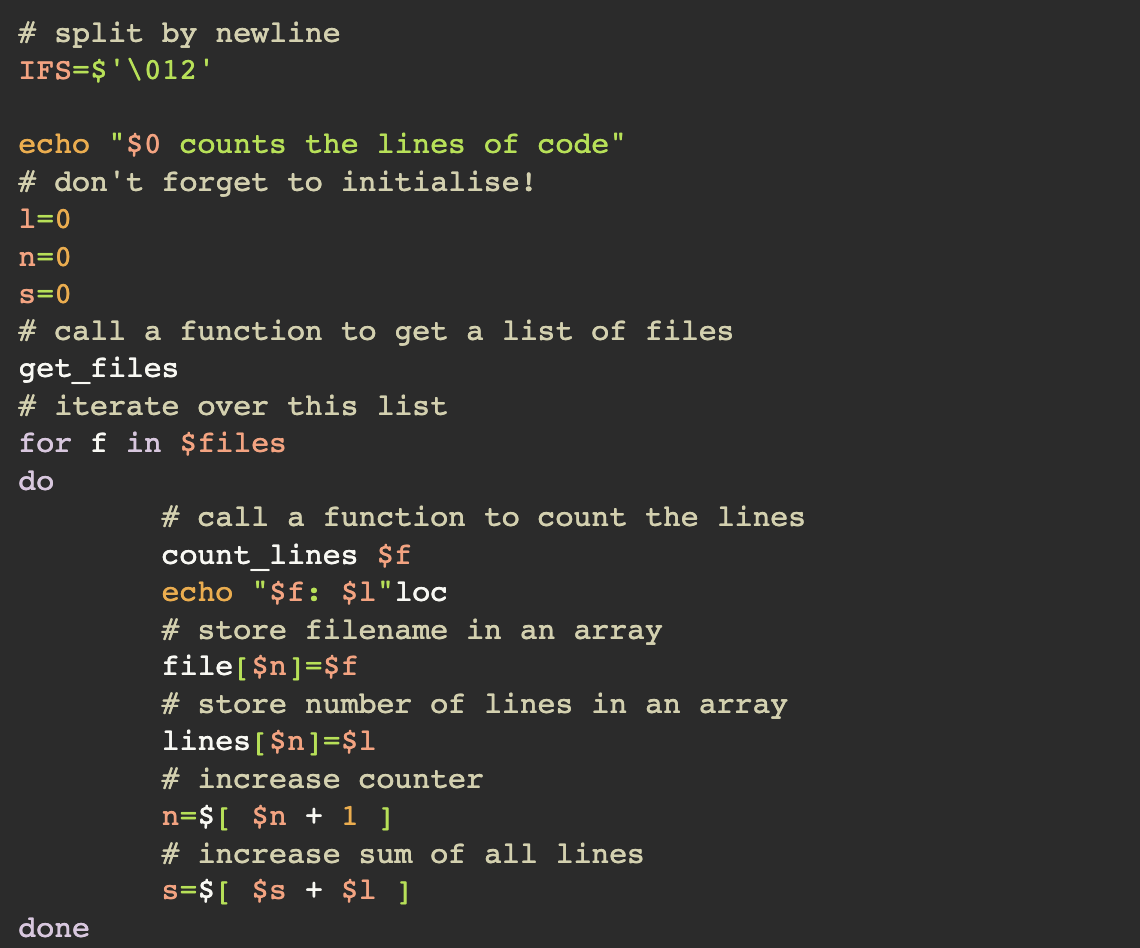 # split by newline
IFS=$'\012'

echo "$0 counts the lines of code"
# don't forget to initialise!
l=0
n=0
s=0
# call a function to get a list of files
get_files
# iterate over this list
for f in $files
do
        # call a function to count the lines
        count_lines $f
        echo "$f: $l"loc
        # store filename in an array
        file[$n]=$f
        # store number of lines in an array
        lines[$n]=$l
        # increase counter
        n=$[ $n + 1 ]
        # increase sum of all lines
        s=$[ $s + $l ]
done